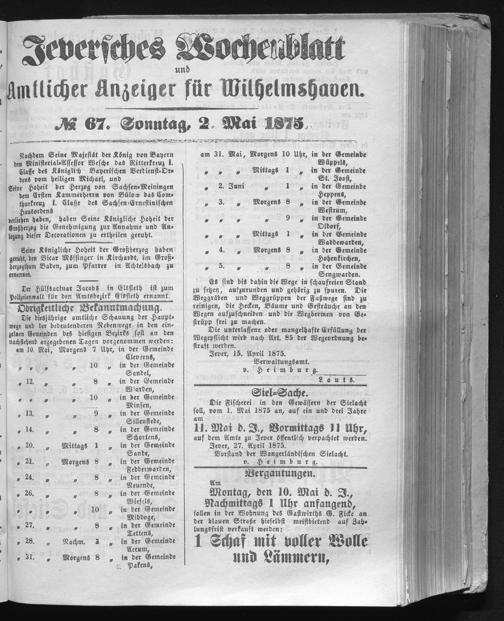 Jeversches Wochenblatt
und
Amtlicher Anzeiger für Wilhelmshaven.
№ 67. Sonntag, 2. Mai 1875.
Nachdem Seine Majestät der König von Bayern
den Ministerial-Assessor Mesche das Ritterkreuz I.
Classe des Königlich Bayerischen Verdienst-Or-
dens vom heiligen Michael, und
Seine Hoheit der Herzog von Sachsen-Meiningen
dem Ersten Kammerherrn von Bülow das Com-
thurkreuz I. Classe des Sachsen-Ernestinischen
Hausordens
verliehen haben, haben Seine Königliche Hoheit der
Großherzog die Genehmigung zur Annahme und An-
legung dieser Decorationen zu ertheilen geruht.
Seine Königliche Hoheit der Großherzog haben
geruht, den Vicar Mössinger in Kirchardt, im Groß-
herzogthum Baden, zum Pfarrer in Achtelsbach zu
ernennen.
Der Hülfsactuar Jacobs in Elsfleth ist zum
Polizeianwalt für den Amtsbezirk Elsfleth ernannt.
Obrigkeitliche Bekanntmachung.
Die diesjährige amtliche Schauung der Haupt-
wege und der bedeutenderen Nebenwege in den ein-
zelnen Gemeinden des hiesigen Bezirks soll an den
nachstehend angegebenen Tagen vorgenommen werden:
am 10. Mai, Morgens 7 Uhr, in der Gemeinde
Cleverns,
„ „ „ 10 „ in der Gemeinde
Sandel,
„ 12. „ „ 8 „ in der Gemeinde
Wiarden,
„ „ „ 10 „ in der Gemeinde
Minsen,
„ 13. „ „ 9 „ in der Gemeinde
Sillenstede,
„ 14. „ „ 8 „ in der Gemeinde
Schortens,
„ 20. „ Mittags 1 „ in der Gemeinde
Sande,
„ 21. „ Morgens 8 „ in der Gemeinde
Fedderwarden,
„ 24. „ „ 8 „ in der Gemeinde
Neuende,
„ 26. „ „ 8 „ in der Gemeinde
Wiefels,
„ „ „ 10 „ in der Gemeinde
Middoge,
„ 27. „ „ 8 „ in der Gemeinde
Tettens,
„ 28. „ Nachm. 3 „ in der Gemeinde
Accum,
„ 31. „ Morgens 8 „ in der Gemeinde
Pakens,
am 31. Mai, Morgens 10 Uhr, in der Gemeinde
Wüppels,
„ „ Mittags 1 „ in der Gemeinde
St. Joost,
„ 2. Juni „ 1 „ in der Gemeinde
Heppens,
„ 3. „ Morgens 8 „ in der Gemeinde
Westrum,
„ „ „ 9 „ in der Gemeinde
Oldorf,
„ „ Mittags 1 „ in der Gemeinde
Waddewarden,
„ 4. „ Morgens 8 „ in der Gemeinde
Hohenkirchen,
„ 5. „ „ 8 „ in der Gemeinde
Sengwarden.
Es sind bis dahin die Wege in schaufreien Stand
zu setzen, aufzurunden und gehörig zu spuren. Die
Weggräben und Weggrüppen der Fußwege sind zu
reinigen, die Hecken, Bäume und Gesträuche an den
Wegen aufzuschneiden und die Wegbermen von Ge-
strüpp frei zu machen.
Die unterlassene oder mangelhafte Erfüllung der
Wegepflicht wird nach Art. 85 der Wegeordnung be-
straft werden.
Jever, 15. April 1875.
Verwaltungsamt.
v. Heimburg.
Lauts.
Siel-Sache.
Die Fischerei in den Gewässern der Sielacht
soll, vom 1. Mai 1875 an, auf ein und drei Jahre
am
11. Mai d. J., Vormittags 11 Uhr,
auf dem Amte zu Jever öffentlich verpachtet werden.
Jever, 27. April 1875.
Vorstand der Wangerländischen Sielacht.
v. Heimburg.
Vergantungen.
Am
Montag, den 10. Mai d. J.,
Nachmittags 1 Uhr anfangend,
sollen in der Wohnung des Gastwirths G. Ficke an
der blauen Straße hieselbst meistbietend auf Zah-
lungsfrist verkauft werden:
1 Schaf mit voller Wolle
und Lämmern,